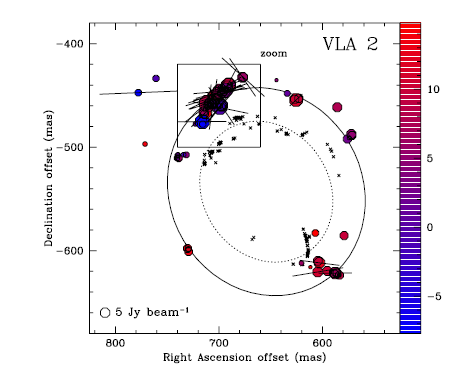 VLA 2
zoom
-400
-500
-600
Declination offset (mas)
10
5
0
-5
5 Jy beam⁻¹
800 700 600
Right Ascension offset (mas)